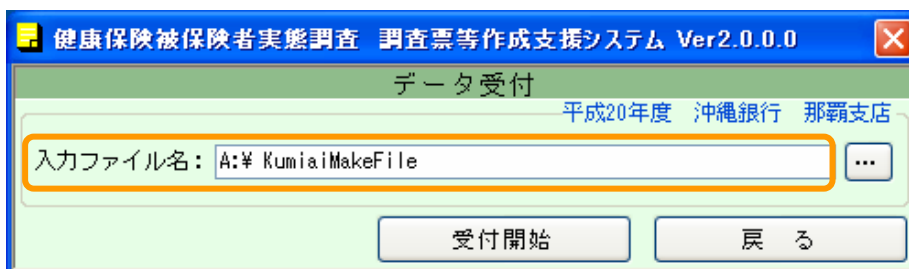 健康保険被保険者実態調査　調査票等作成支援システム Ver2.0.0.0
データ受付
平成20年度　沖縄銀行　那覇支店
入力ファイル名：A:¥ KumiaiMakeFile ...
受付開始　戻　る